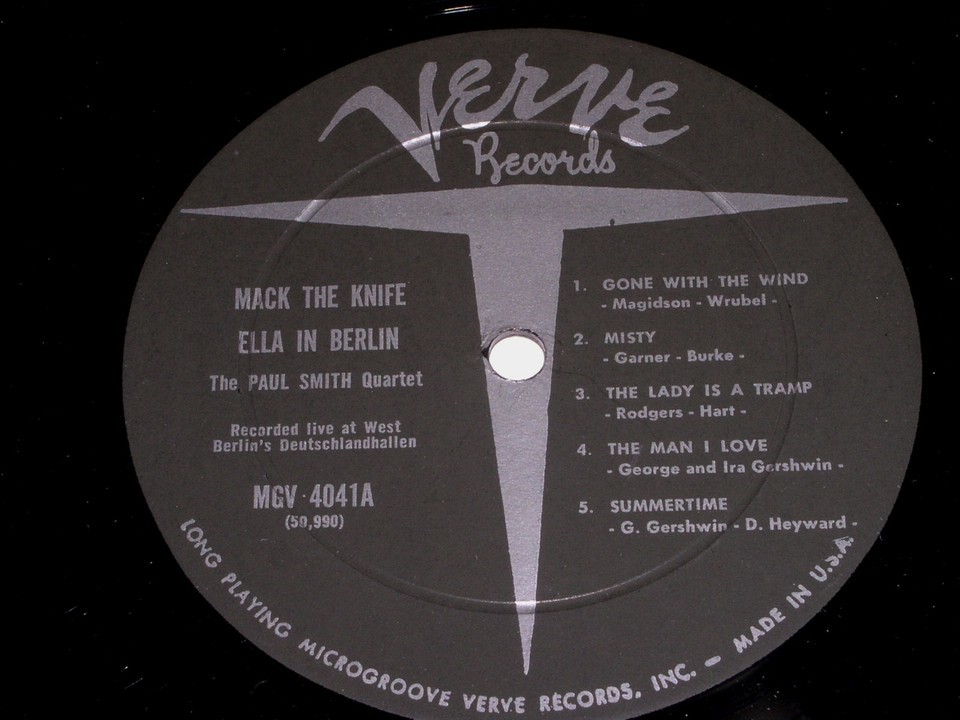 Verve
Records
MACK THE KNIFE
ELLA IN BERLIN
The PAUL SMITH Quartet
Recorded live at West
Berlin's Deutschlandhallen
MGV-4041A
(50,990)
1. GONE WITH THE WIND
- Magidson - Wrubel -
2. MISTY
- Garner - Burke -
3. THE LADY IS A TRAMP
- Rodgers - Hart -
4. THE MAN I LOVE
- George and Ira Gershwin -
5. SUMMERTIME
- G. Gershwin - D. Heyward -
LONG PLAYING MICROGROOVE VERVE RECORDS, INC. — MADE IN U.S.A.